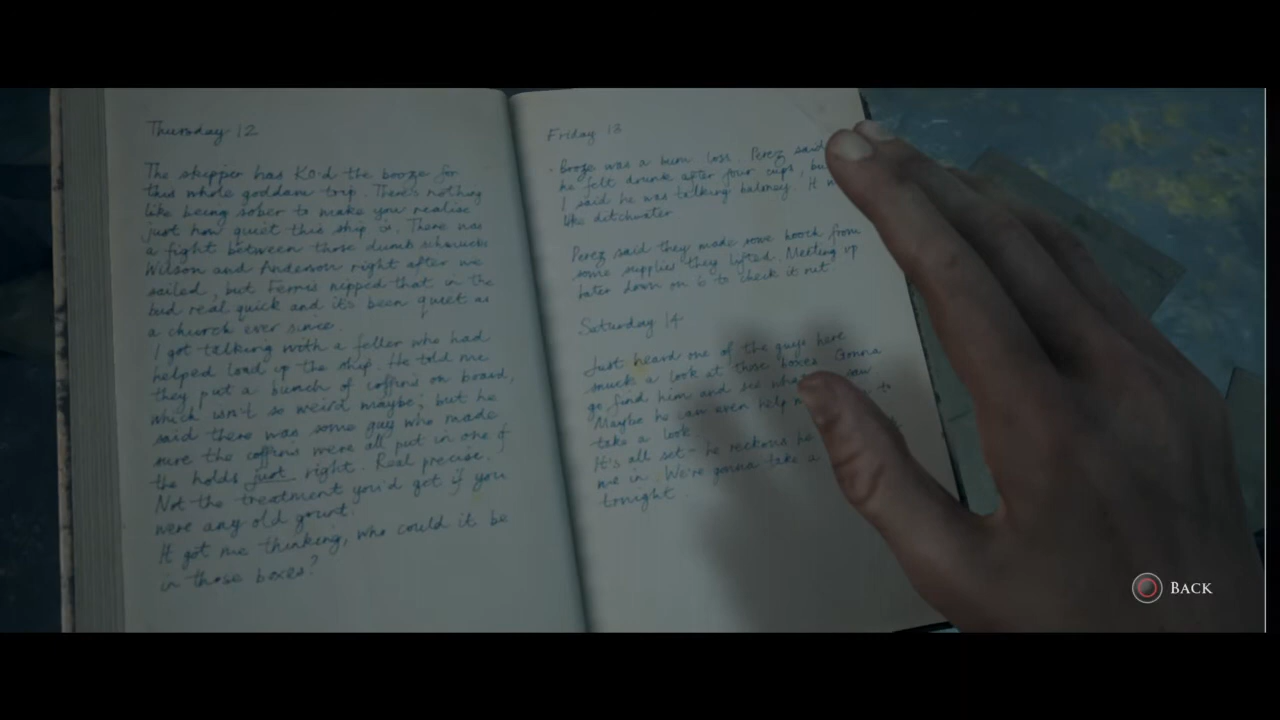 Thursday 12
The skipper has KO'd the booze for
this whole goddam trip. There's nothing
like being sober to make you realise
just how quiet this ship is. There was
a fight between those dumb schmucks
Wilson and Anderson right after we
sailed, but Ferris nipped that in the
bud real quick and it's been quiet as
a church ever since.
I got talking with a feller who had
helped load up the ship. He told me
they put a bunch of coffins on board,
which isn't so weird maybe, but he
said there was some guy who made
sure the coffins were all put in one of
the holds just right. Real precise.
Not the treatment you'd get if you
were any old grunt.
It got me thinking, who could it be
in those boxes?
Friday 13
Booze was a bum loss. Perez said
he felt drunk after four cups, but
I said he was talking baloney. It
like ditchwater
Perez said they made some hooch from
some supplies they lifted. Meeting up
later down on 6 to check it out.
Saturday 14
Just heard one of the guys here
snuck a look at those boxes. Gonna
go find him and see saw
Maybe he can even help to
take a look.
It's all set - he reckons he
me in. We're gonna take a
tonight.
BACK